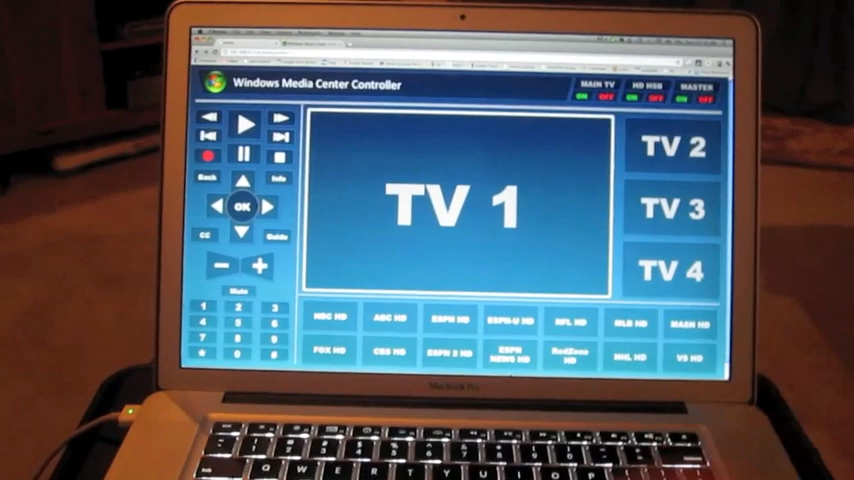 Windows Media Center Controller
MAIN TV
HD HSB
MASTER
ON OFF
ON OFF
ON OFF
Back
Info
OK
CC
Guide
Mute
1 2 3
4 5 6
7 8 9
* 0 #
TV 1
TV 2
TV 3
TV 4
NBC HD
ABC HD
ESPN HD
ESPN-U HD
NFL HD
MLB HD
MASN HD
FOX HD
CBS HD
ESPN 2 HD
ESPN
NEWS HD
RedZone
HD
NHL HD
VS HD
MacBook Pro
Q W E R T Y U I O P